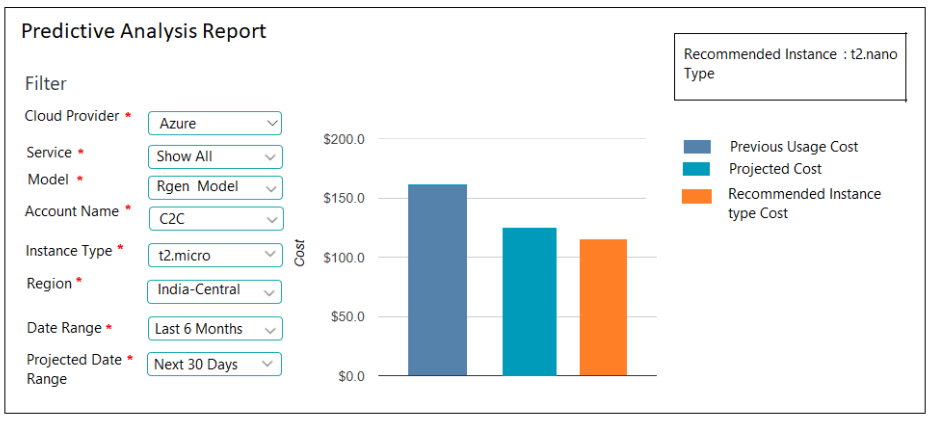 Predictive Analysis Report
Recommended Instance : t2.nano
Type
Filter
Cloud Provider *
Azure
Service *
Show All
Model *
Rgen Model
Account Name *
C2C
Instance Type *
t2.micro
Region *
India-Central
Date Range *
Last 6 Months
Projected Date *
Range
Next 30 Days
Cost
$200.0
$150.0
$100.0
$50.0
$0.0
Previous Usage Cost
Projected Cost
Recommended Instance
type Cost